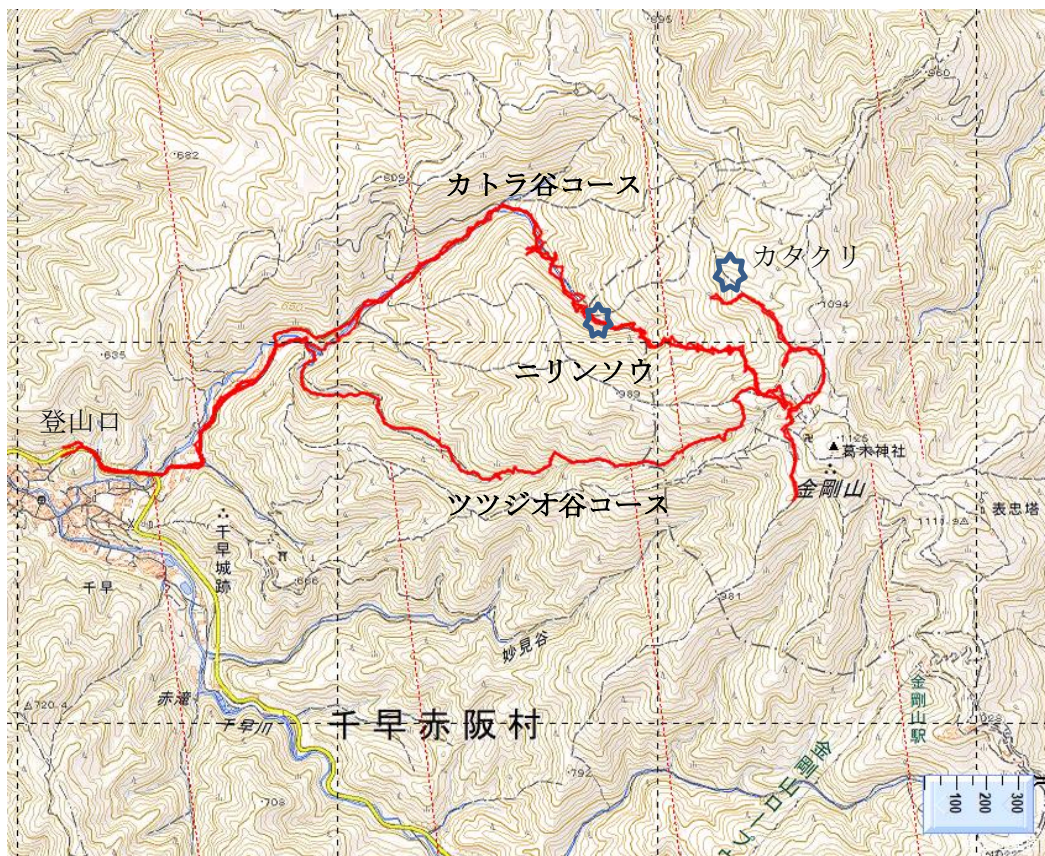 695
960
・682
609
カトラ谷コース
カタクリ
・1094
・635
ニリンソウ
・989
登山口
・1125
葛木神社
金剛山
ツツジオ谷コース
表忠塔
1111.9△
千早城跡
千早
・666
・981
妙見谷
△720.4
赤滝
千早川
千早赤阪村
金剛山駅
・792
・708
金剛山ロープウェイ
100
200
300